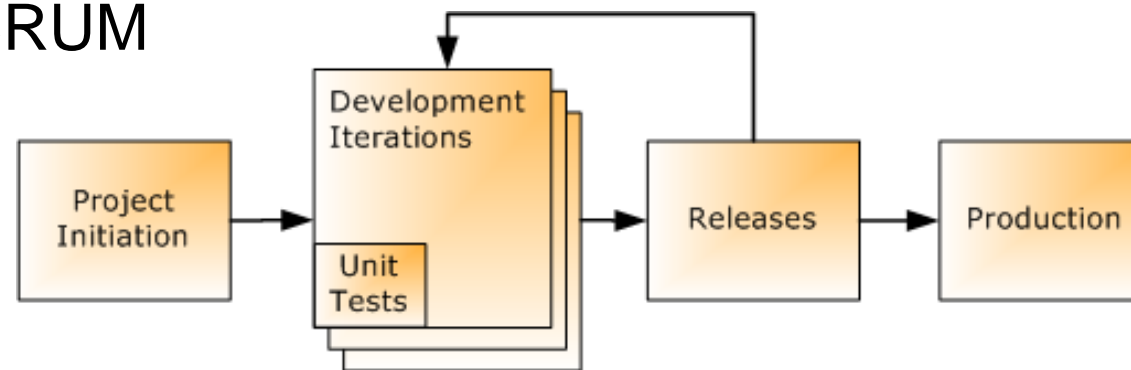 RUM
Development
Iterations
Project
Initiation
Unit
Tests
Releases
Production